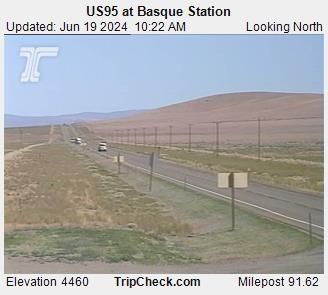 US95 at Basque Station
Updated: Jun 19 2024 10:22 AM Looking North
Elevation 4460 TripCheck.com Milepost 91.62